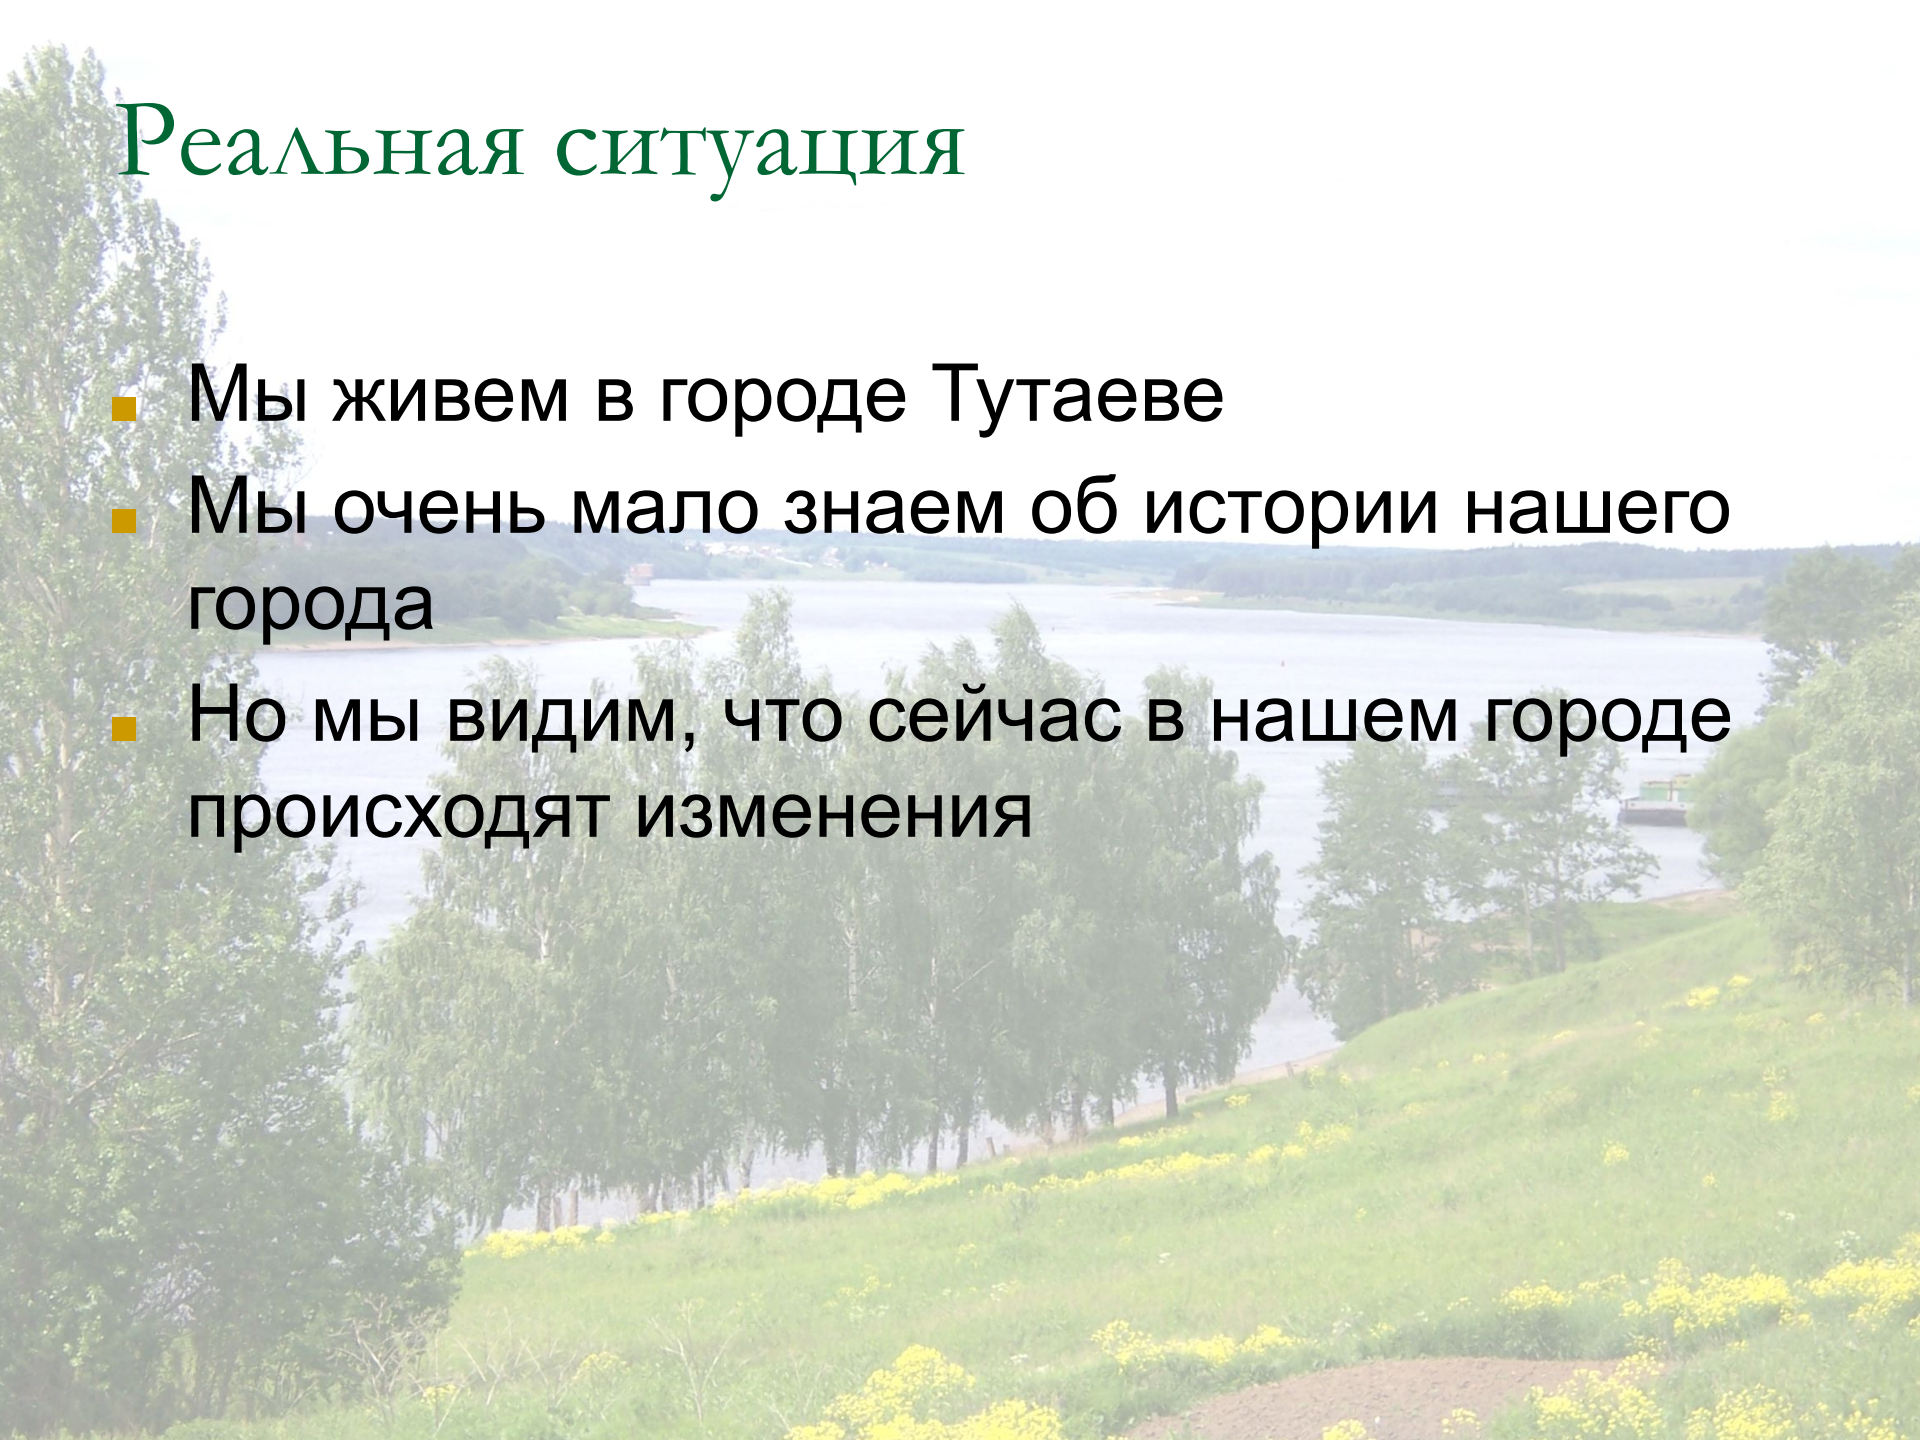 Реальная ситуация
Мы живем в городе Тутаеве
Мы очень мало знаем об истории нашего
города
Но мы видим, что сейчас в нашем городе
происходят изменения